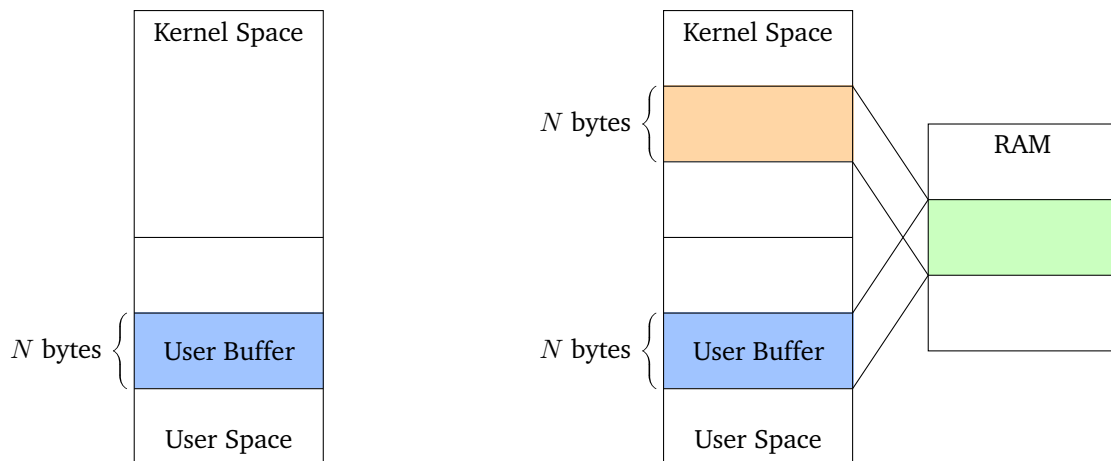 Kernel Space
N bytes
User Buffer
User Space
Kernel Space
N bytes
RAM
N bytes
User Buffer
User Space